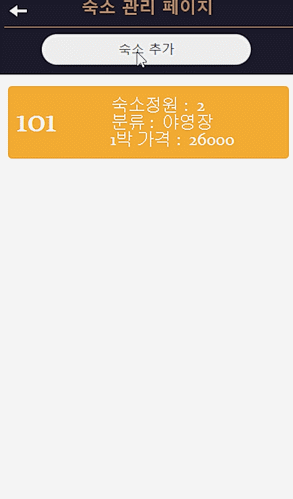 숙소 관리 페이지
숙소 추가
101
숙소정원 : 2
분류 : 야영장
1박 가격 : 26000